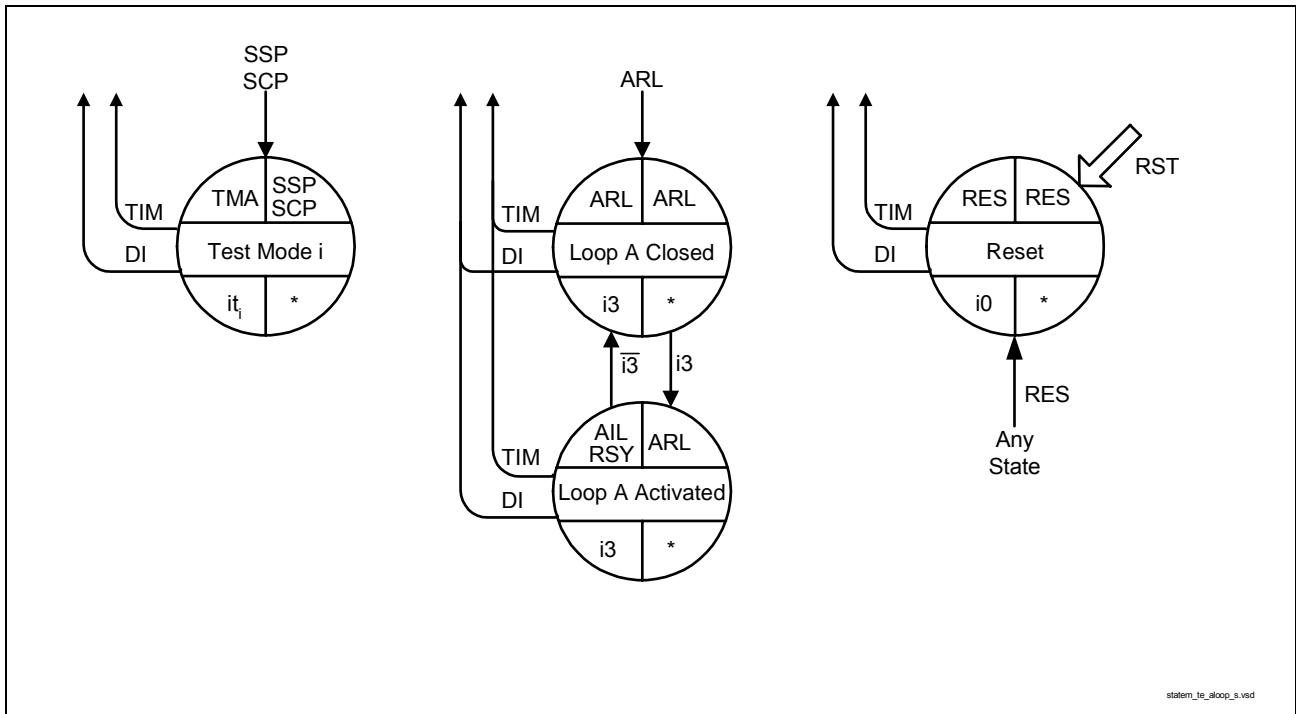 SSP
SCP
TMA
SSP
SCP
TIM
DI
Test Mode i
it_i
*
ARL
ARL
ARL
TIM
DI
Loop A Closed
i3
*
i3̅
i3
AIL
RSY
ARL
TIM
DI
Loop A Activated
i3
*
RST
RES
RES
TIM
DI
Reset
i0
*
RES
Any
State
statem_te_aloop_s.vsd